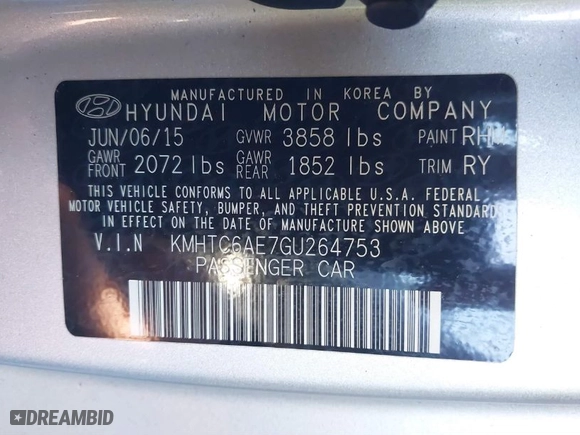 MANUFACTURED IN KOREA BY
HYUNDAI MOTOR COMPANY
JUN/06/15 GVWR 3858 lbs PAINT RHM
GAWR FRONT 2072 lbs GAWR REAR 1852 lbs TRIM RY
THIS VEHICLE CONFORMS TO ALL APPLICABLE U.S.A. FEDERAL
MOTOR VEHICLE SAFETY, BUMPER, AND THEFT PREVENTION STANDARDS
IN EFFECT ON THE DATE OF MANUFACTURE SHOWN ABOVE
V.I.N KMHTC6AE7GU264753
PASSENGER CAR
DREAMBID